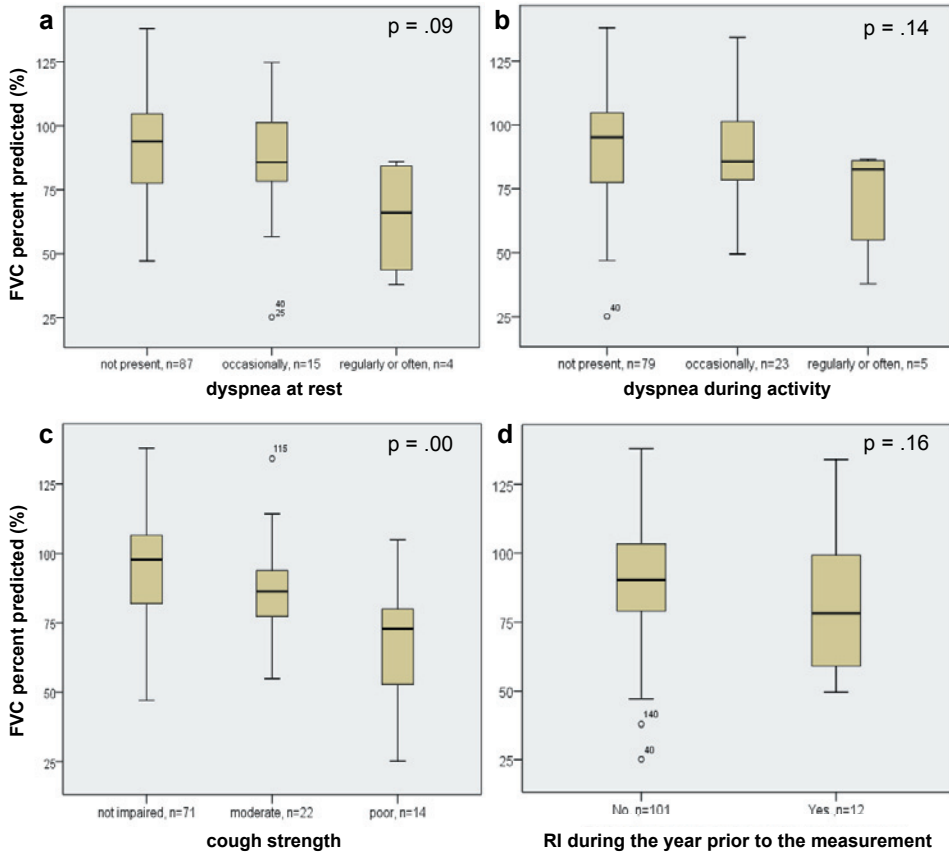 a
p = .09
FVC percent predicted (%)
125
100
75
50
25
40
25
not present, n=87
occasionally, n=15
regularly or often, n=4
dyspnea at rest
b
p = .14
125
100
75
50
25
40
not present, n=79
occasionally, n=23
regularly or often, n=5
dyspnea during activity
c
p = .00
FVC percent predicted (%)
125
100
75
50
25
115
not impaired, n=71
moderate, n=22
poor, n=14
cough strength
d
p = .16
125
100
75
50
25
140
40
No, n=101
Yes, n=12
RI during the year prior to the measurement